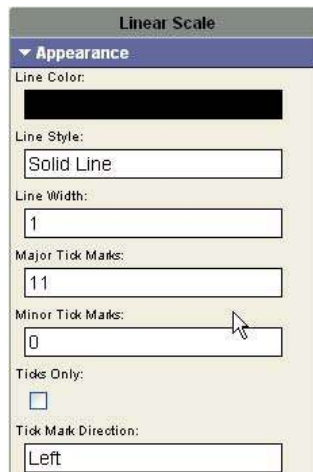 Linear Scale
Appearance
Line Color:
Line Style:
Solid Line
Line Width:
1
Major Tick Marks:
11
Minor Tick Marks:
0
Ticks Only:
Tick Mark Direction:
Left